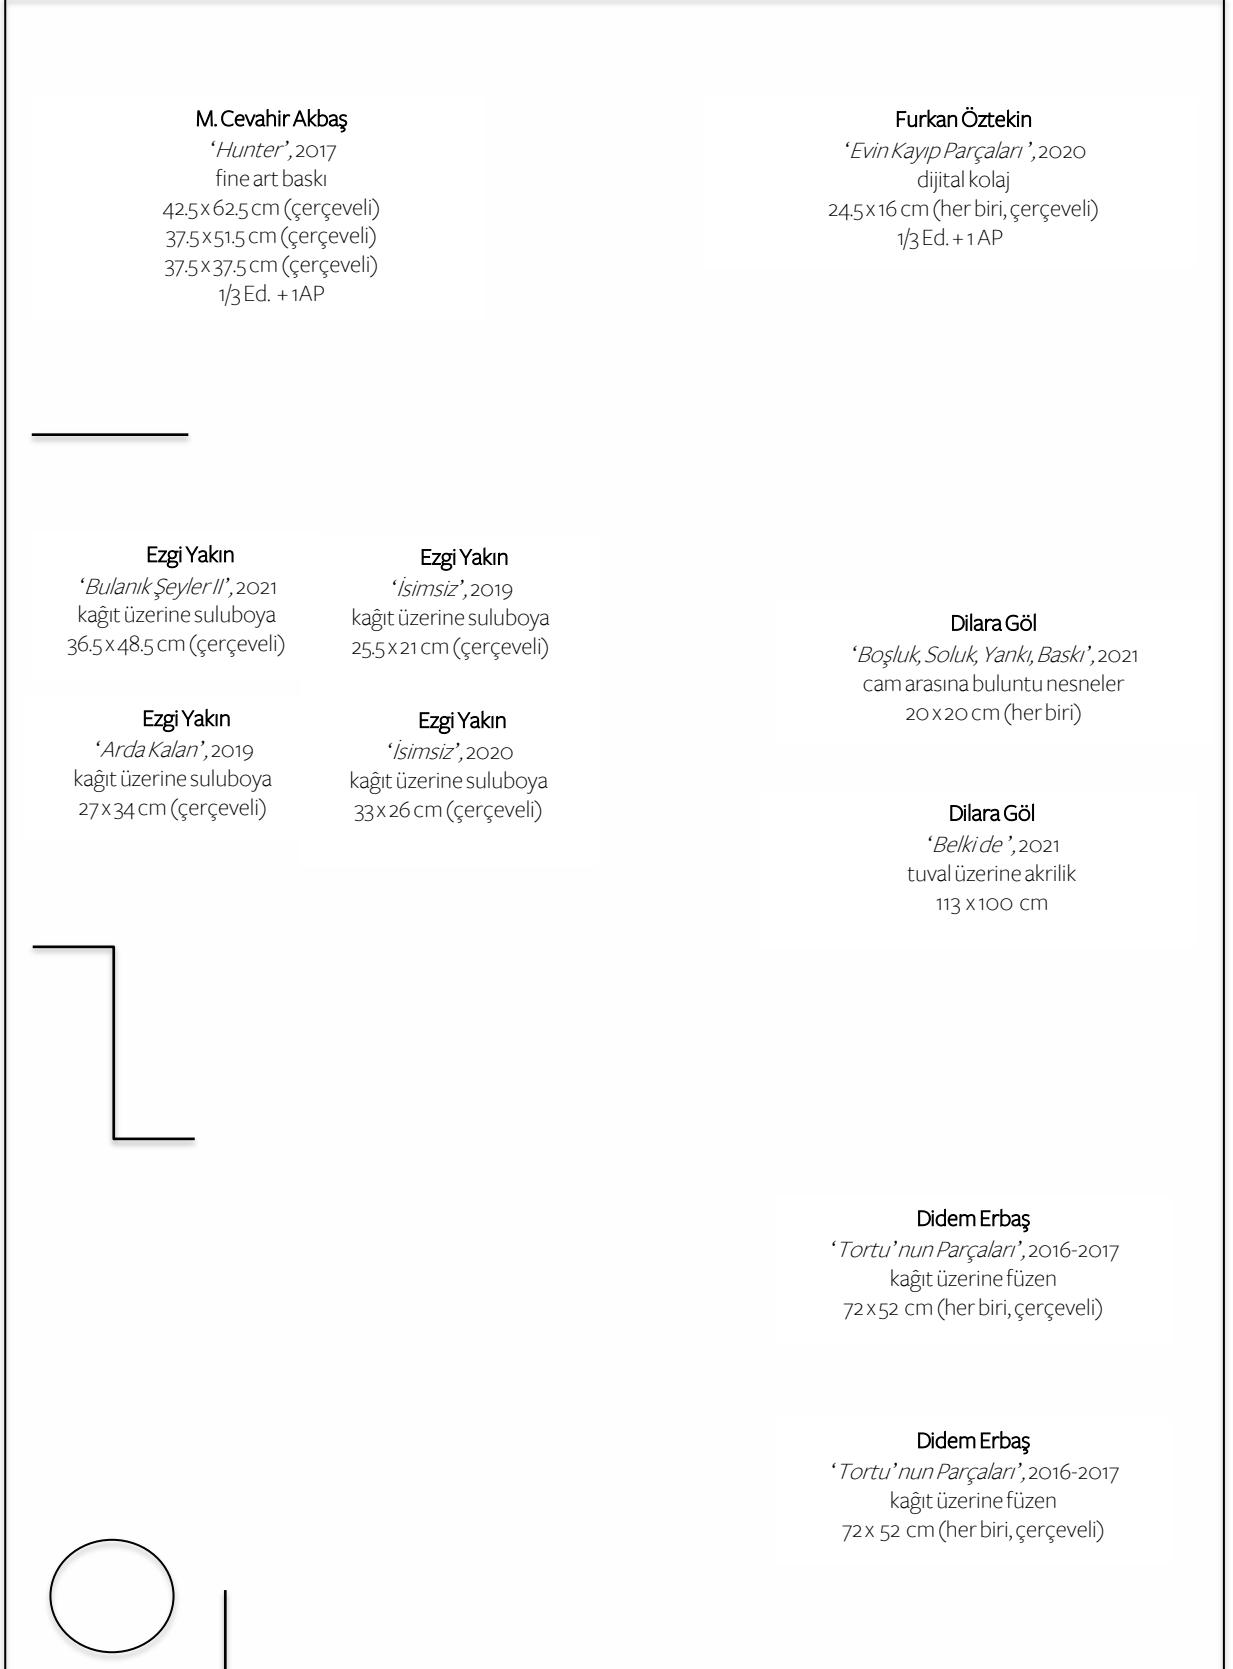 M. Cevahir Akbaş
‘Hunter’, 2017
fine art baskı
42.5 x 62.5 cm (çerçeveli)
37.5 x 51.5 cm (çerçeveli)
37.5 x 37.5 cm (çerçeveli)
1/3 Ed. + 1AP
Furkan Öztekin
‘Evin Kayıp Parçaları ’, 2020
dijital kolaj
24.5 x 16 cm (her biri, çerçeveli)
1/3 Ed. + 1 AP
Ezgi Yakın
‘Bulanık Şeyler II’, 2021
kağıt üzerine suluboya
36.5 x 48.5 cm (çerçeveli)
Ezgi Yakın
‘İsimsiz’, 2019
kağıt üzerine suluboya
25.5 x 21 cm (çerçeveli)
Ezgi Yakın
‘Arda Kalan’, 2019
kağıt üzerine suluboya
27 x 34 cm (çerçeveli)
Ezgi Yakın
‘İsimsiz’, 2020
kağıt üzerine suluboya
33 x 26 cm (çerçeveli)
Dilara Göl
‘Boşluk, Soluk, Yankı, Baskı’, 2021
cam arasına buluntu nesneler
20 x 20 cm (her biri)
Dilara Göl
‘Belki de ’, 2021
tuval üzerine akrilik
113 x 100 cm
Didem Erbaş
‘Tortu’nun Parçaları’, 2016-2017
kağıt üzerine füzen
72 x 52 cm (her biri, çerçeveli)
Didem Erbaş
‘Tortu’nun Parçaları’, 2016-2017
kağıt üzerine füzen
72 x 52 cm (her biri, çerçeveli)